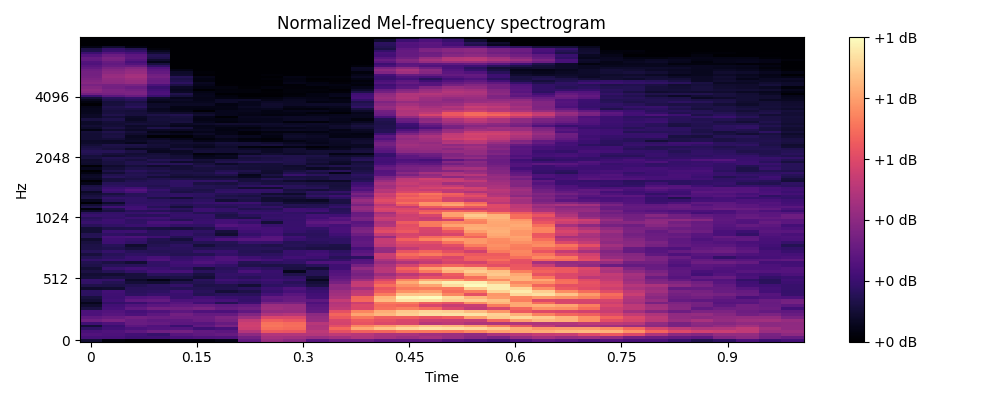 Normalized Mel-frequency spectrogram
Hz
4096
2048
1024
512
0
0 0.15 0.3 0.45 0.6 0.75 0.9
Time
+1 dB
+1 dB
+1 dB
+0 dB
+0 dB
+0 dB